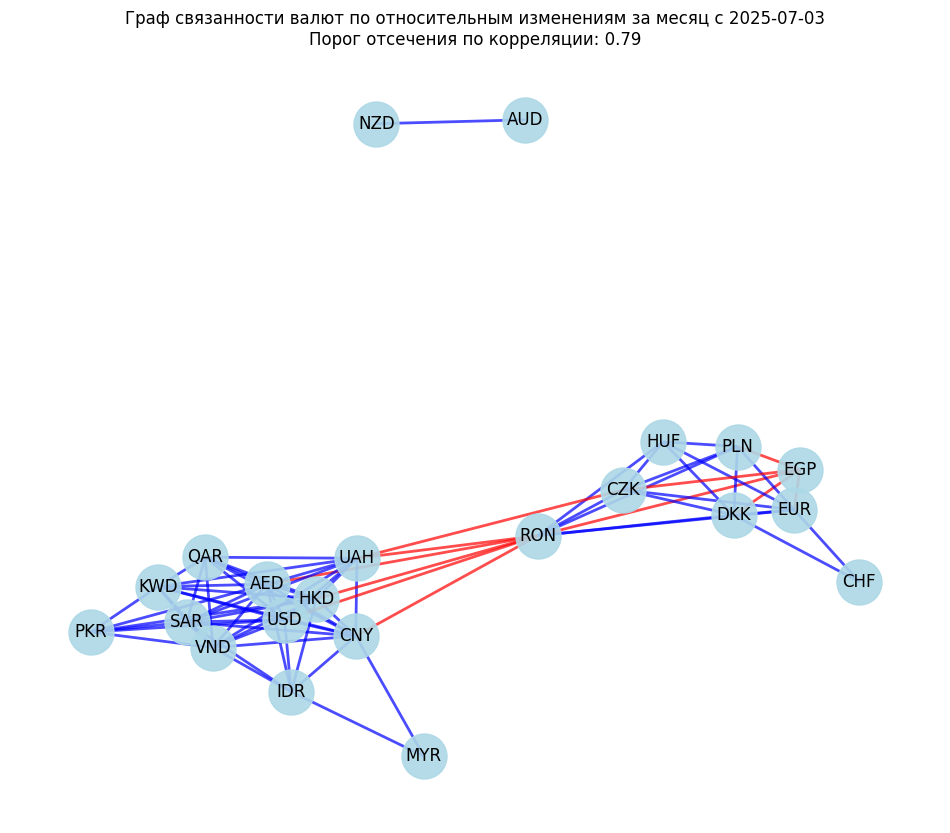 Граф связанности валют по относительным изменениям за месяц с 2025-07-03
Порог отсечения по корреляции: 0.79
NZD
AUD
HUF
PLN
EGP
CZK
EUR
DKK
RON
QAR
UAH
AED
KWD
CHF
HKD
USD
SAR
PKR
CNY
VND
IDR
MYR